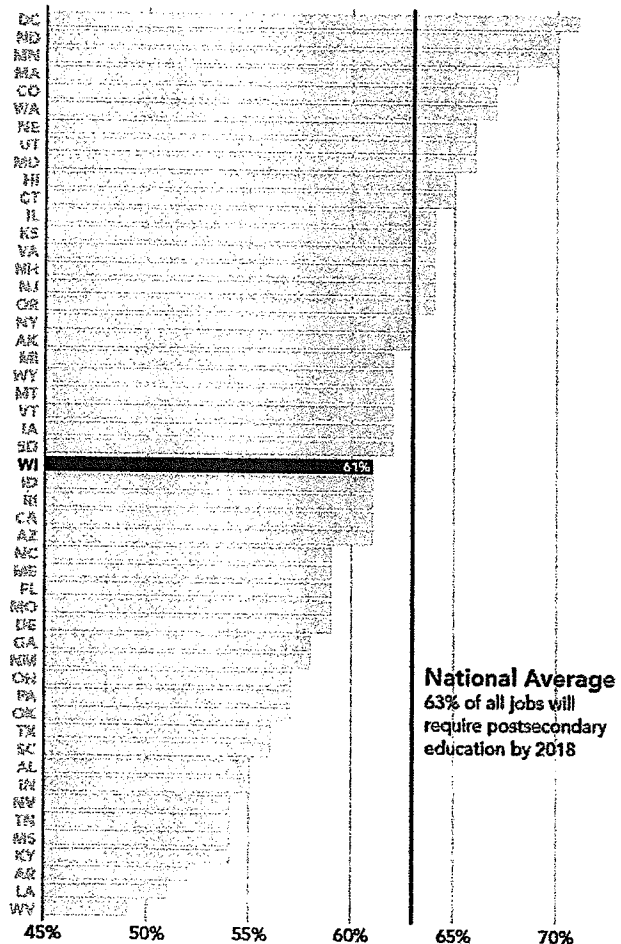 DC
ND
MN
MA
CO
WA
NE
UT
MD
HI
CT
IL
KS
VA
NH
NJ
OR
NY
AK
MI
WY
MT
VT
IA
SD
WI 61%
ID
RI
CA
AZ
NC
ME
FL
MO
DE
GA
NM
OH
PA
OK
TX
SC
AL
IN
NV
TN
MS
KY
AR
LA
WV
National Average
63% of all jobs will
require postsecondary
education by 2018
45% 50% 55% 60% 65% 70%